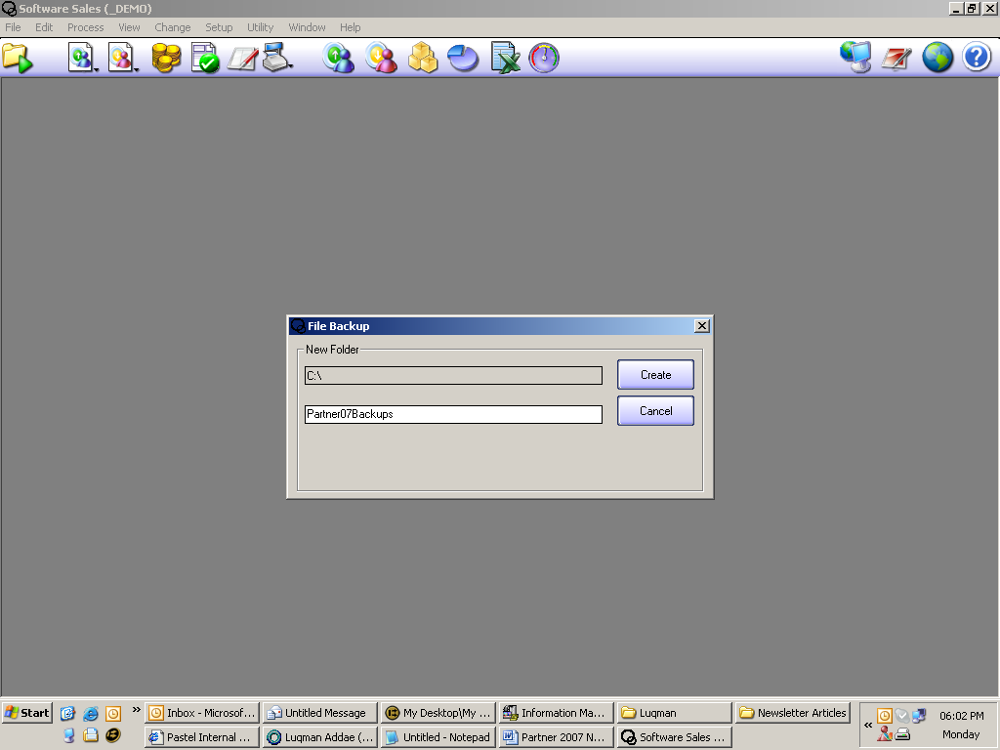 Software Sales (_DEMO)
File Edit Process View Change Setup Utility Window Help
File Backup
New Folder
C:\
Create
Partner07Backups
Cancel
Start
Inbox - Microsof...
Untitled Message
My Desktop\My ...
Information Ma...
Luqman
Newsletter Articles
06:02 PM
Pastel Internal ...
Luqman Addae (...
Untitled - Notepad
Partner 2007 N...
Software Sales ...
Monday